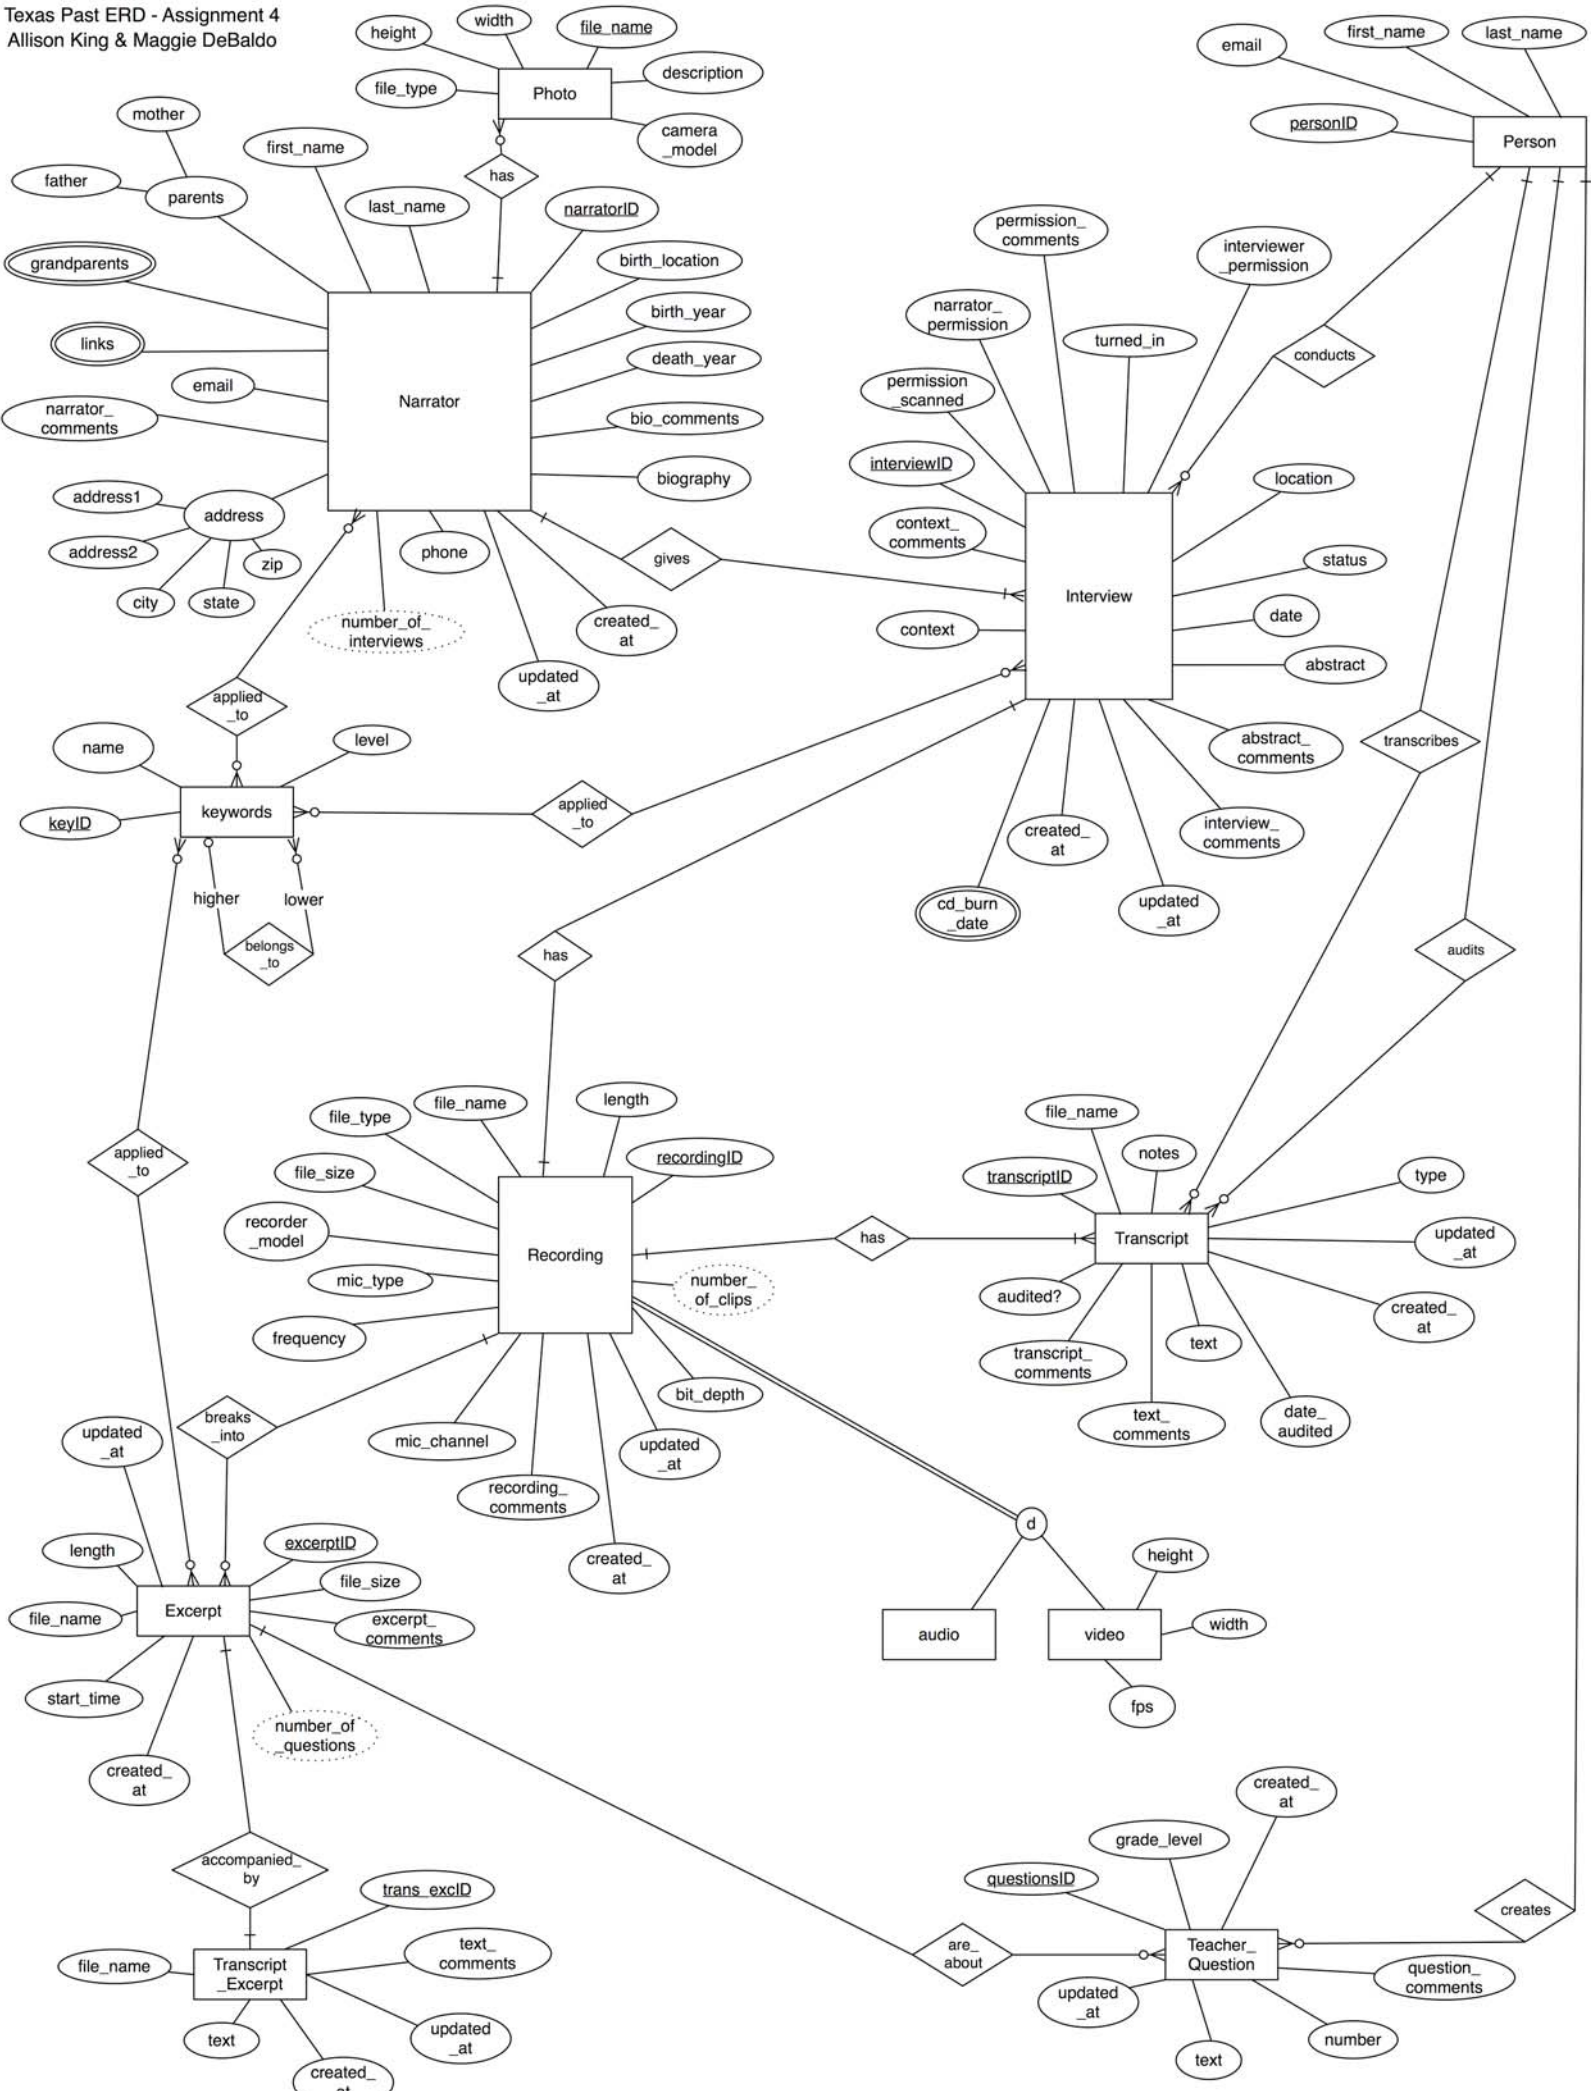 Texas Past ERD - Assignment 4
Allison King & Maggie DeBaldo
height
width
file_name
file_type
Photo
description
camera
_model
has
mother
father
parents
first_name
last_name
narratorID
grandparents
links
email
narrator_
comments
Narrator
birth_location
birth_year
death_year
bio_comments
biography
address1
address
address2
city
state
zip
phone
number_of_
interviews
updated
_at
created_
at
gives
email
first_name
last_name
personID
Person
permission_
comments
interviewer
_permission
narrator_
permission
turned_in
permission
_scanned
conducts
interviewID
location
context_
comments
status
Interview
context
date
abstract
abstract_
comments
interview_
comments
created_
at
updated
_at
cd_burn
_date
transcribes
audits
applied
_to
name
level
keyID
keywords
applied
_to
higher
lower
belongs
_to
applied
_to
has
file_type
file_name
length
recordingID
file_size
recorder
_model
Recording
mic_type
number_
of_clips
frequency
bit_depth
mic_channel
updated
_at
recording_
comments
created_
at
has
file_name
notes
transcriptID
type
Transcript
updated
_at
audited?
created_
at
transcript_
comments
text
text_
comments
date_
audited
breaks
_into
updated
_at
length
excerptID
file_size
file_name
Excerpt
excerpt_
comments
start_time
number_of
_questions
created_
at
d
audio
video
height
width
fps
accompanied_
by
trans_excID
file_name
Transcript
_Excerpt
text_
comments
text
updated
_at
created_
at
are_
about
created_
at
grade_level
questionsID
creates
Teacher_
Question
question_
comments
updated
_at
number
text